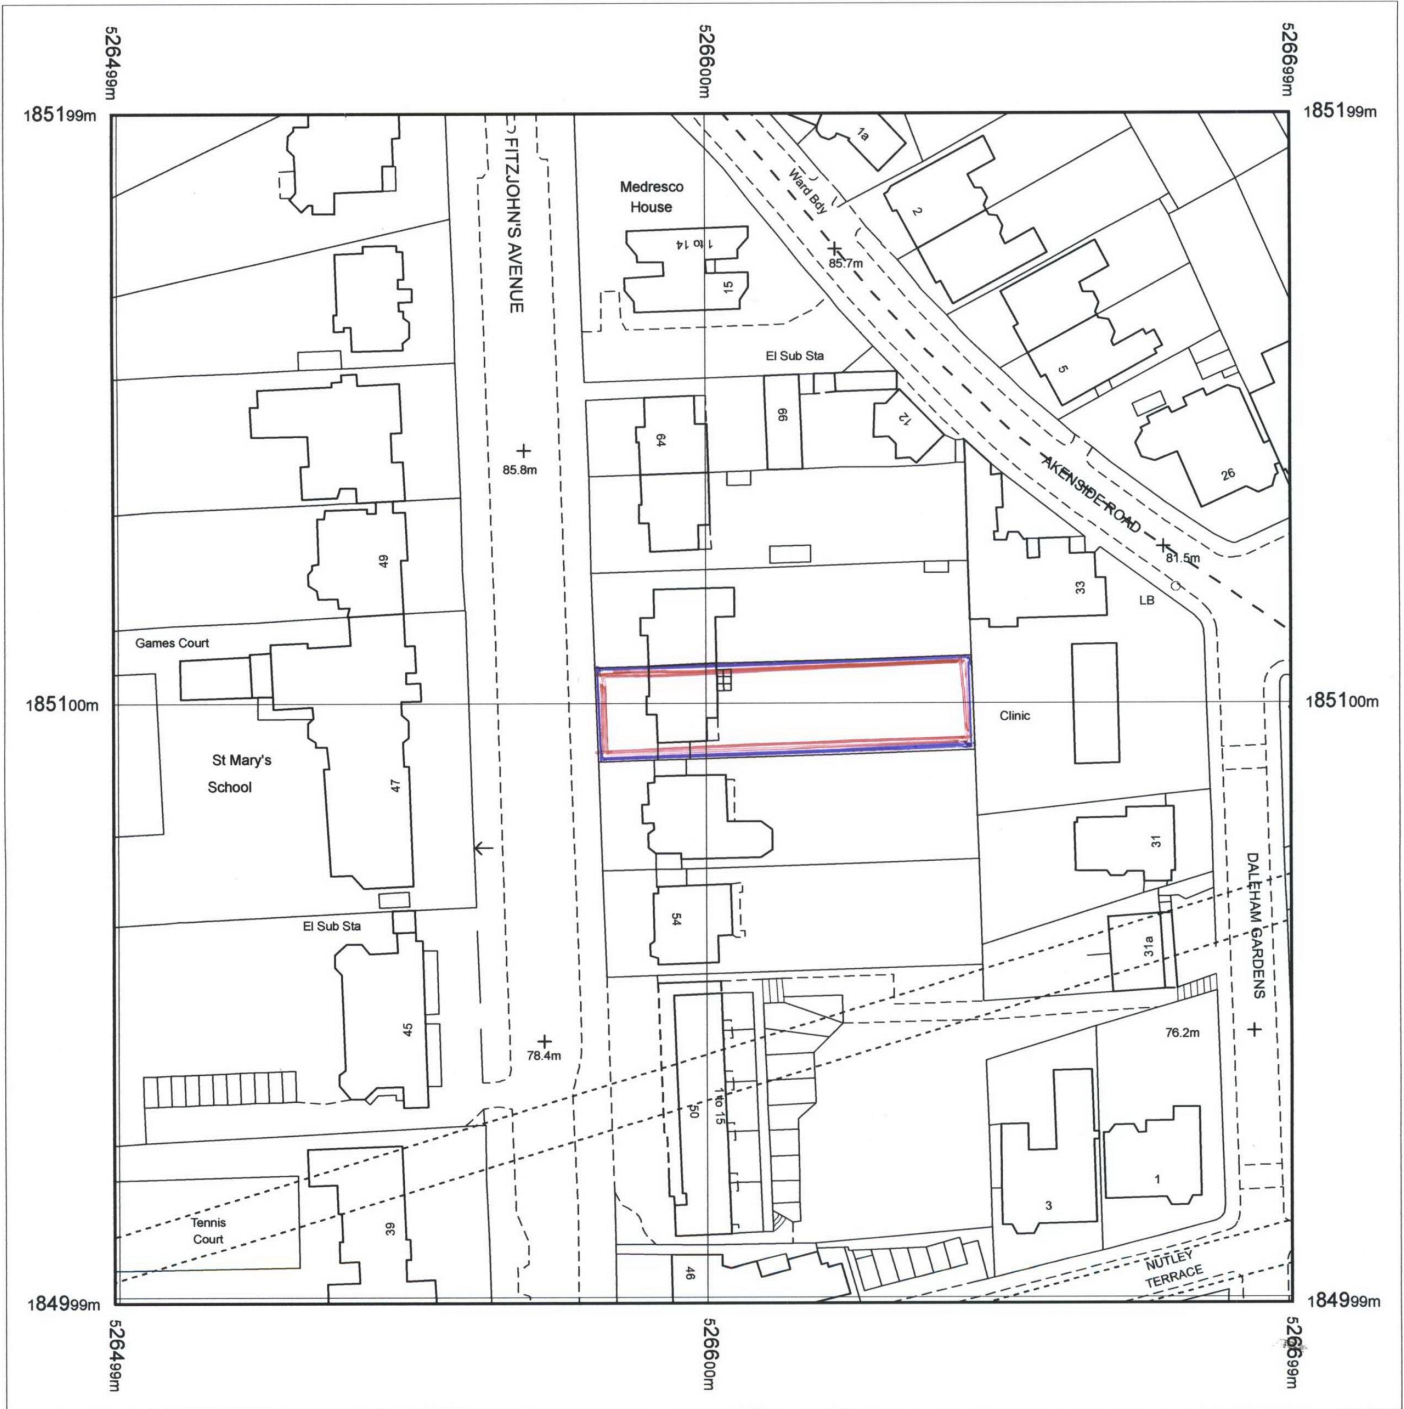 526499m
526600m
526699m
185199m
185199m
FITZJOHN'S AVENUE
1a
Ward Bdy
Medresco
House
2
1 to 14
85.7m
15
El Sub Sta
5
66
12
64
85.8m
26
AKENSIDE ROAD
81.5m
49
33
LB
Games Court
185100m
185100m
Clinic
St Mary's
School
47
31
DALEHAM GARDENS
54
El Sub Sta
31a
45
76.2m
78.4m
50
1 to 15
1
3
Tennis
Court
39
NUTLEY
TERRACE
46
184999m
184999m
526499m
526600m
526699m